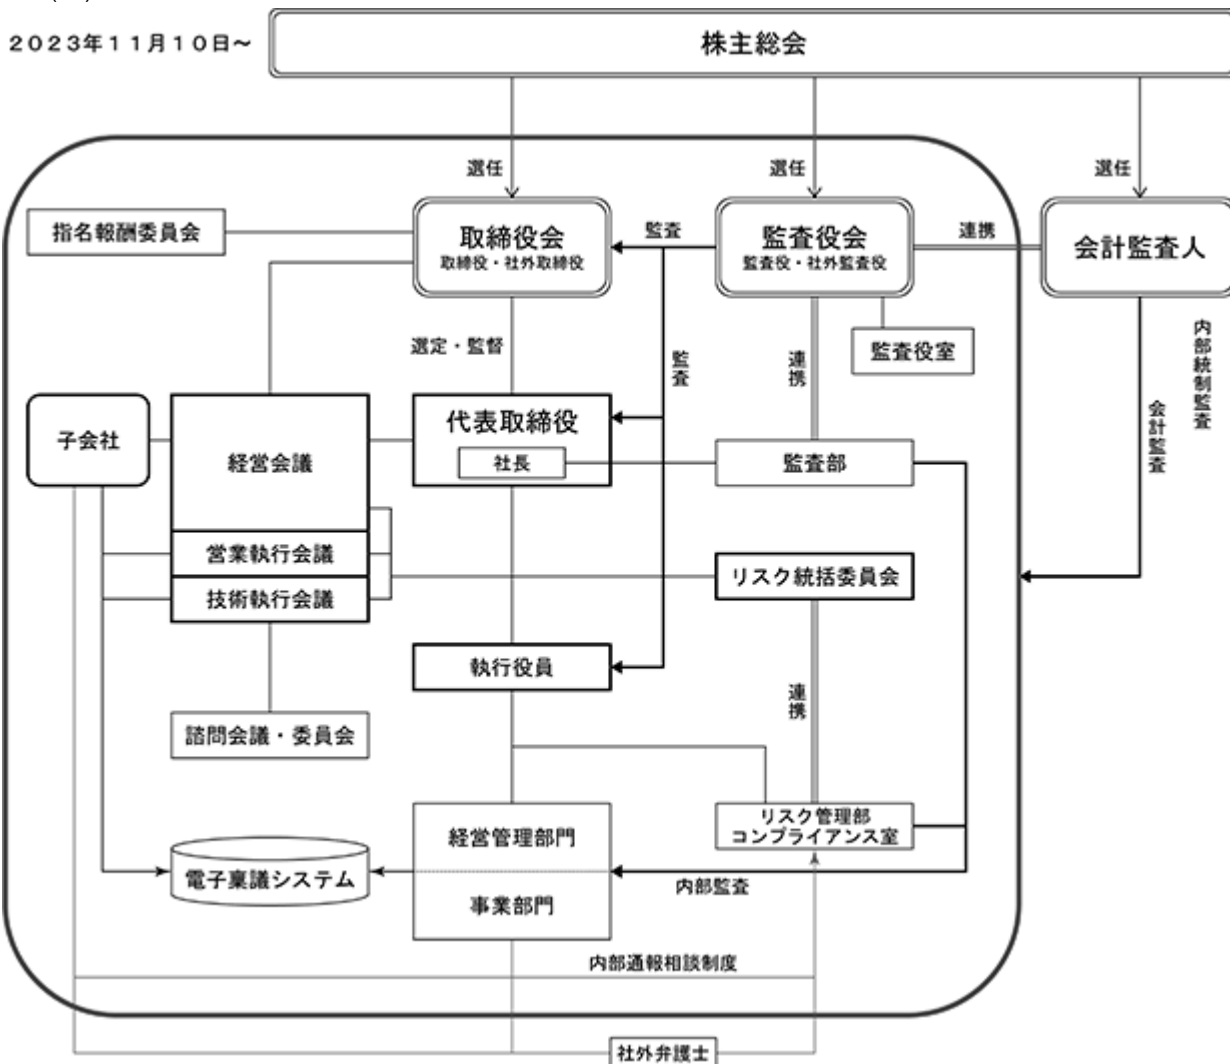 2023年11月10日～
株主総会
選任
選任
選任
指名報酬委員会
取締役会
取締役・社外取締役
監査
監査役会
監査役・社外監査役
連携
会計監査人
選定・監督
監査
連携
監査役室
内部統制監査
会計監査
子会社
経営会議
代表取締役
社長
監査部
営業執行会議
技術執行会議
リスク統括委員会
執行役員
連携
諮問会議・委員会
経営管理部門
事業部門
リスク管理部
コンプライアンス室
電子稟議システム
内部監査
内部通報相談制度
社外弁護士